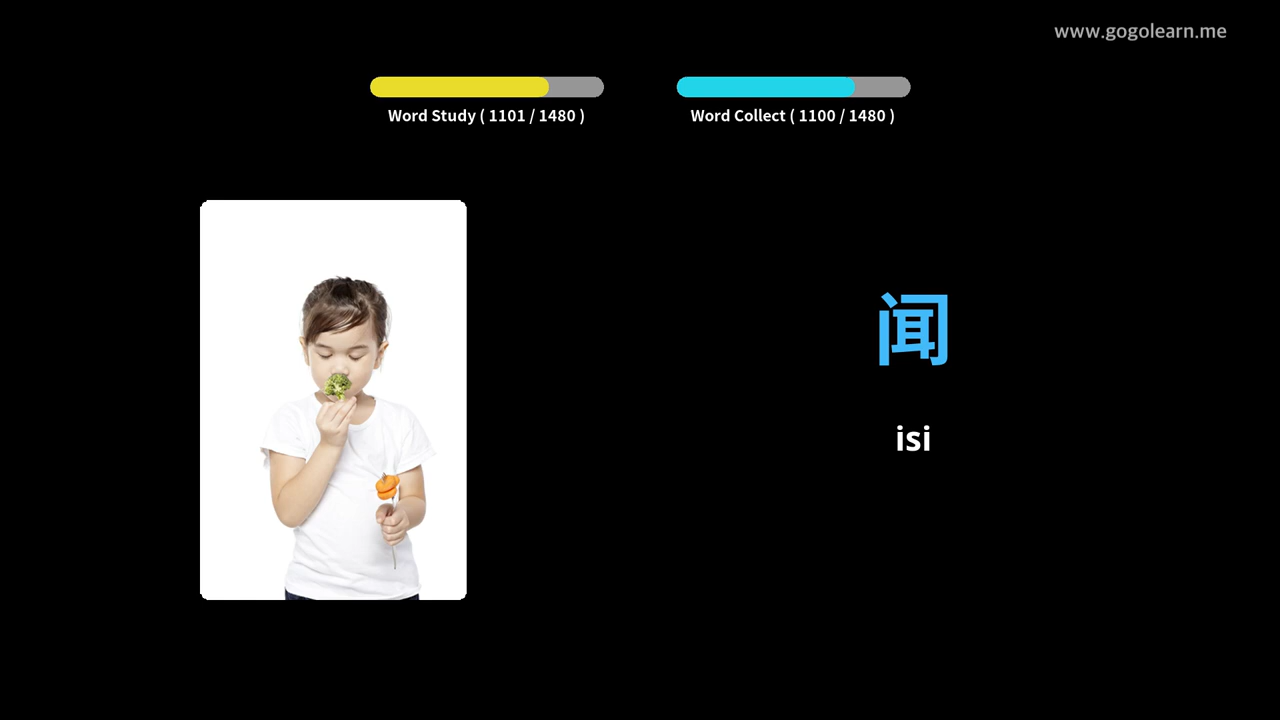 www.gogolearn.me
Word Study ( 1101 / 1480 )
Word Collect ( 1100 / 1480 )
闻
isi